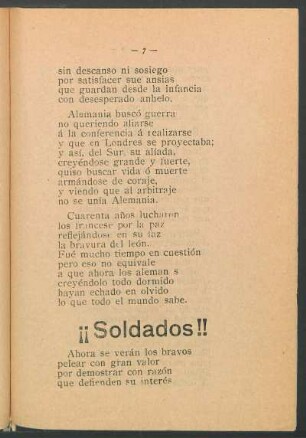 — 7 —
sin descanso ni sosiego
por satisfacer sue ansias
que guardan desde la infancia
con desesperado anhelo.
Alemania buscó guerra
no queriendo aliarse
á la conferencia á realizarse
y que en Londres se proyectaba;
y así, del Sur, su aliada,
creyéndose grande y fuerte,
quiso buscar vida ó muerte
armándose de coraje,
y viendo que al arbitraje
no se unía Alemania.
Cuarenta años lucharon
los francese por la paz
reflejándose en su faz
la bravura del león.
Fué mucho tiempo en cuestión
pero eso no equivale
a que ahora los aleman s
creyéndolo todo dormido
hayan echado en olvido
lo que todo el mundo sabe.
¡¡Soldados!!
Ahora se verán los bravos
pelear con gran valor
por demostrar con razón
que defienden su interés